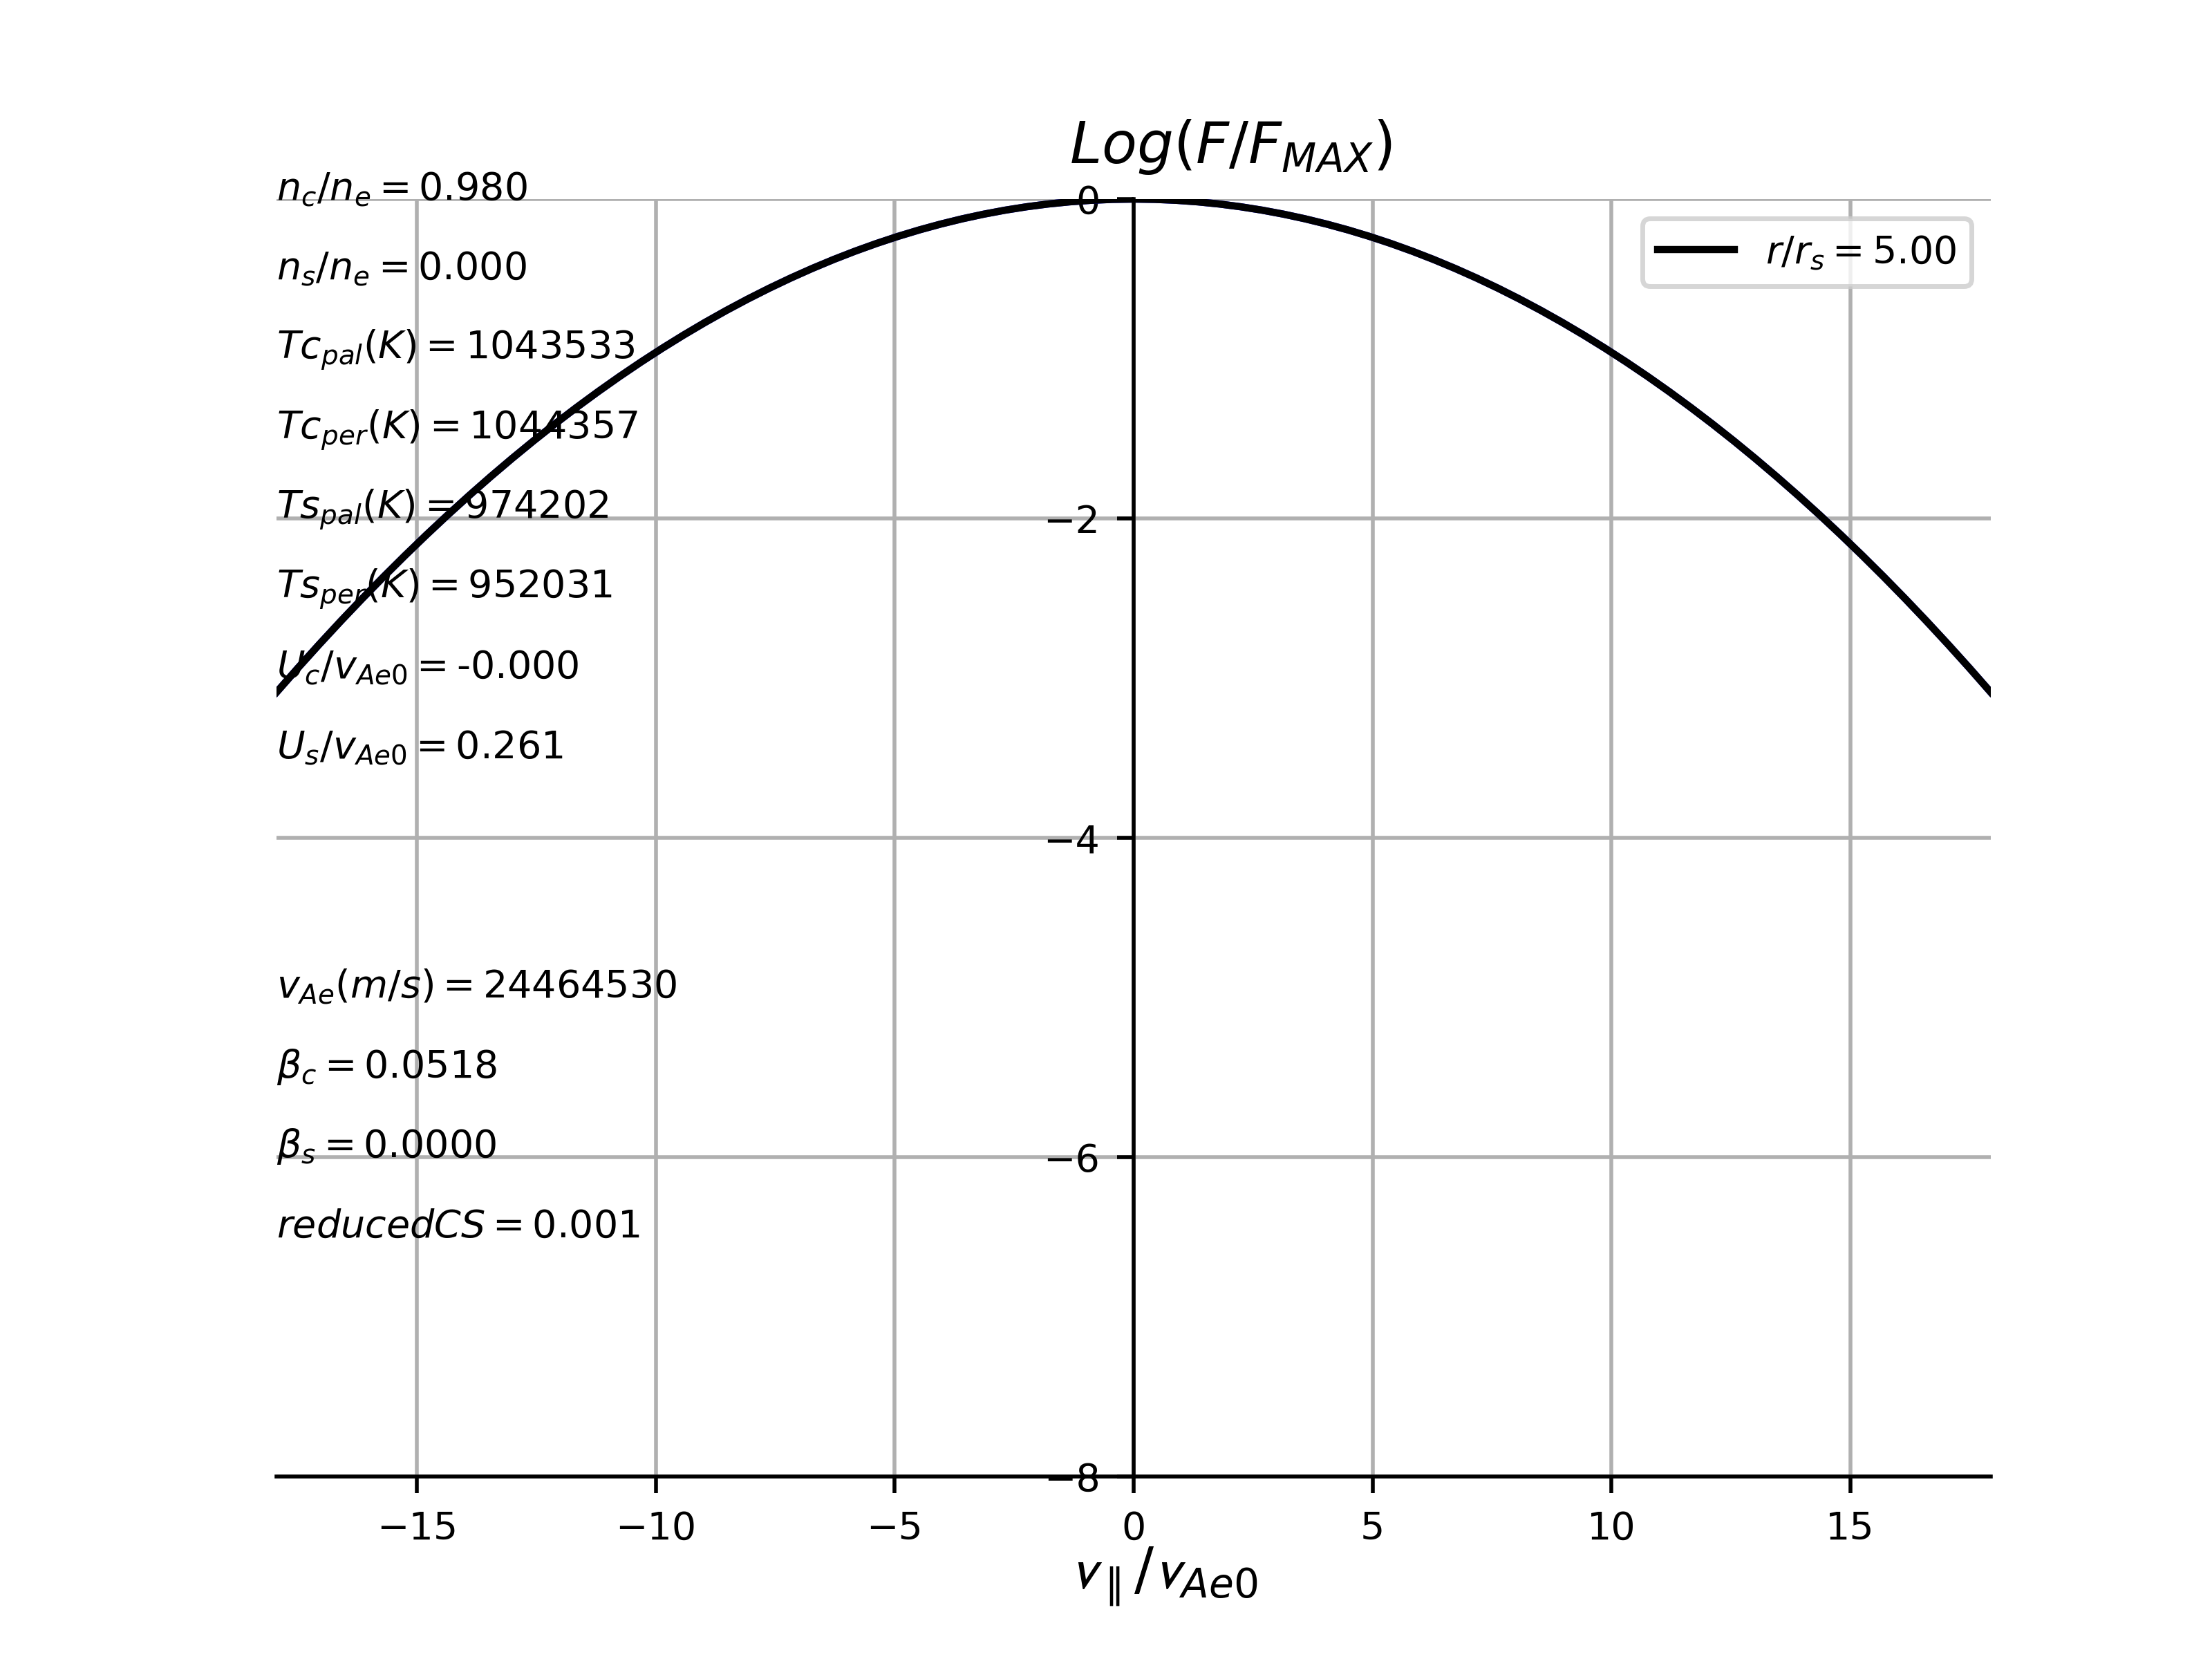 Log(F/F_MAX)
n_c/n_e = 0.980
0
r/r_s = 5.00
n_s/n_e = 0.000
Tc_pal(K) = 1043533
Tc_per(K) = 1044357
Ts_pal(K) = 974202
−2
Ts_per(K) = 952031
U_c/v_Ae0 = -0.000
U_s/v_Ae0 = 0.261
−4
v_Ae(m/s) = 24464530
β_c = 0.0518
β_s = 0.0000
−6
reducedCS = 0.001
−8
−15 −10 −5 0 5 10 15
v_∥/v_Ae0